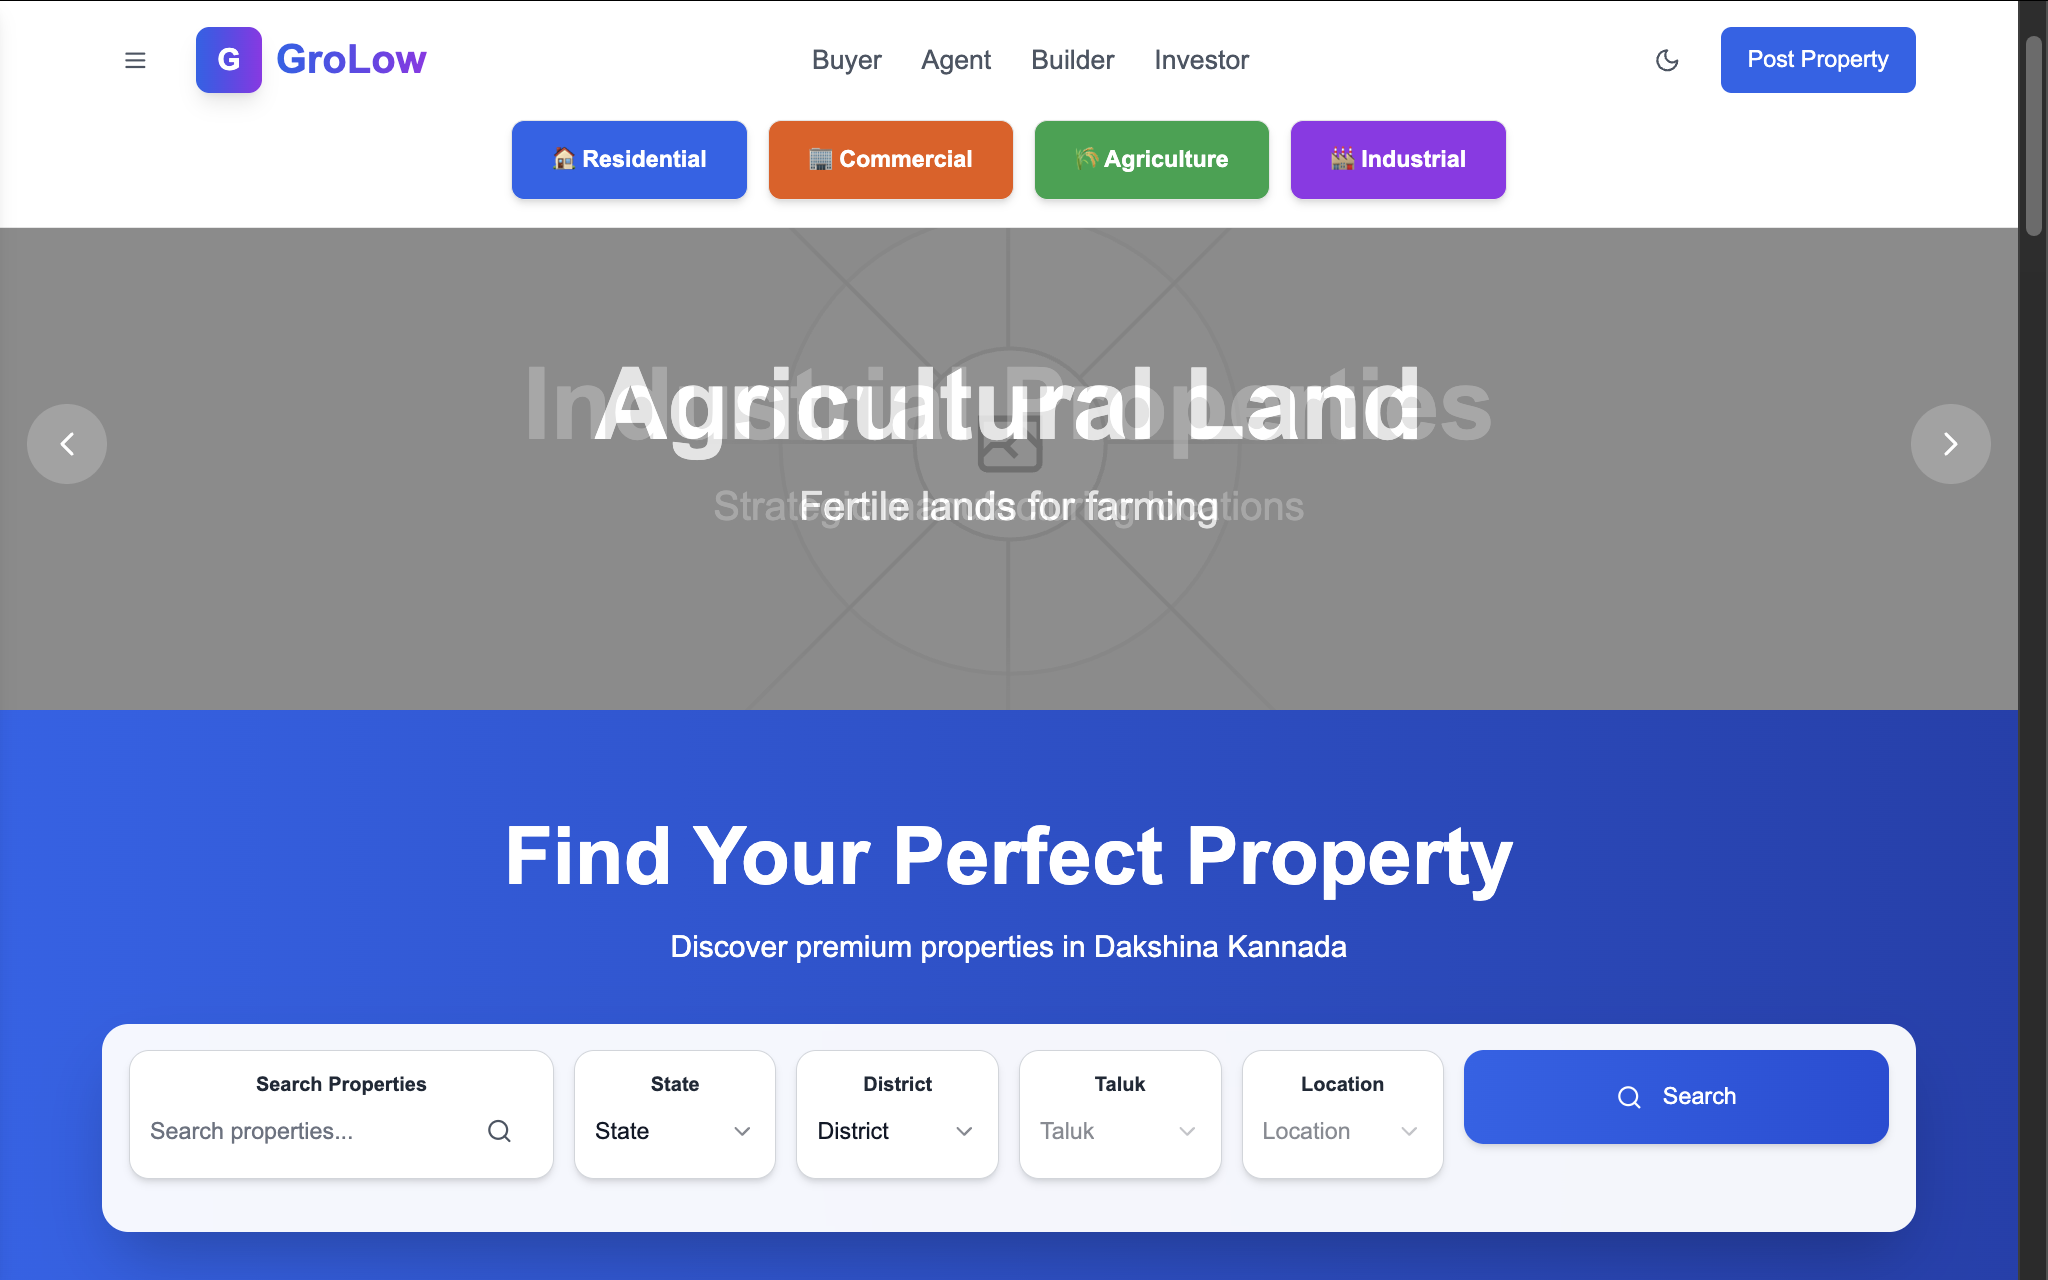 G GroLow
Buyer Agent Builder Investor
Post Property
Residential
Commercial
Agriculture
Industrial
Industrial Properties
Agricultural Land
Strategic manufacturing locations
Fertile lands for farming
Find Your Perfect Property
Discover premium properties in Dakshina Kannada
Search Properties
Search properties...
State
State
District
District
Taluk
Taluk
Location
Location
Search